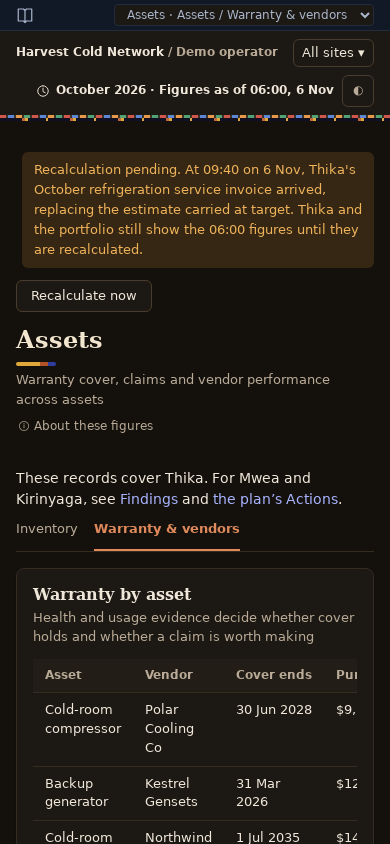 Assets · Assets / Warranty & vendors
Harvest Cold Network / Demo operator
All sites ▾
October 2026 · Figures as of 06:00, 6 Nov
Recalculation pending. At 09:40 on 6 Nov, Thika's
October refrigeration service invoice arrived,
replacing the estimate carried at target. Thika and
the portfolio still show the 06:00 figures until they
are recalculated.
Recalculate now
Assets
Warranty cover, claims and vendor performance
across assets
About these figures
These records cover Thika. For Mwea and
Kirinyaga, see Findings and the plan’s Actions.
Inventory Warranty & vendors
Warranty by asset
Health and usage evidence decide whether cover
holds and whether a claim is worth making
Asset Vendor Cover ends
Cold-room Polar 30 Jun 2028 $9,
compressor Cooling
Co
Backup Kestrel 31 Mar $12
generator Gensets 2026
Cold-room Northwind 1 Jul 2035 $14